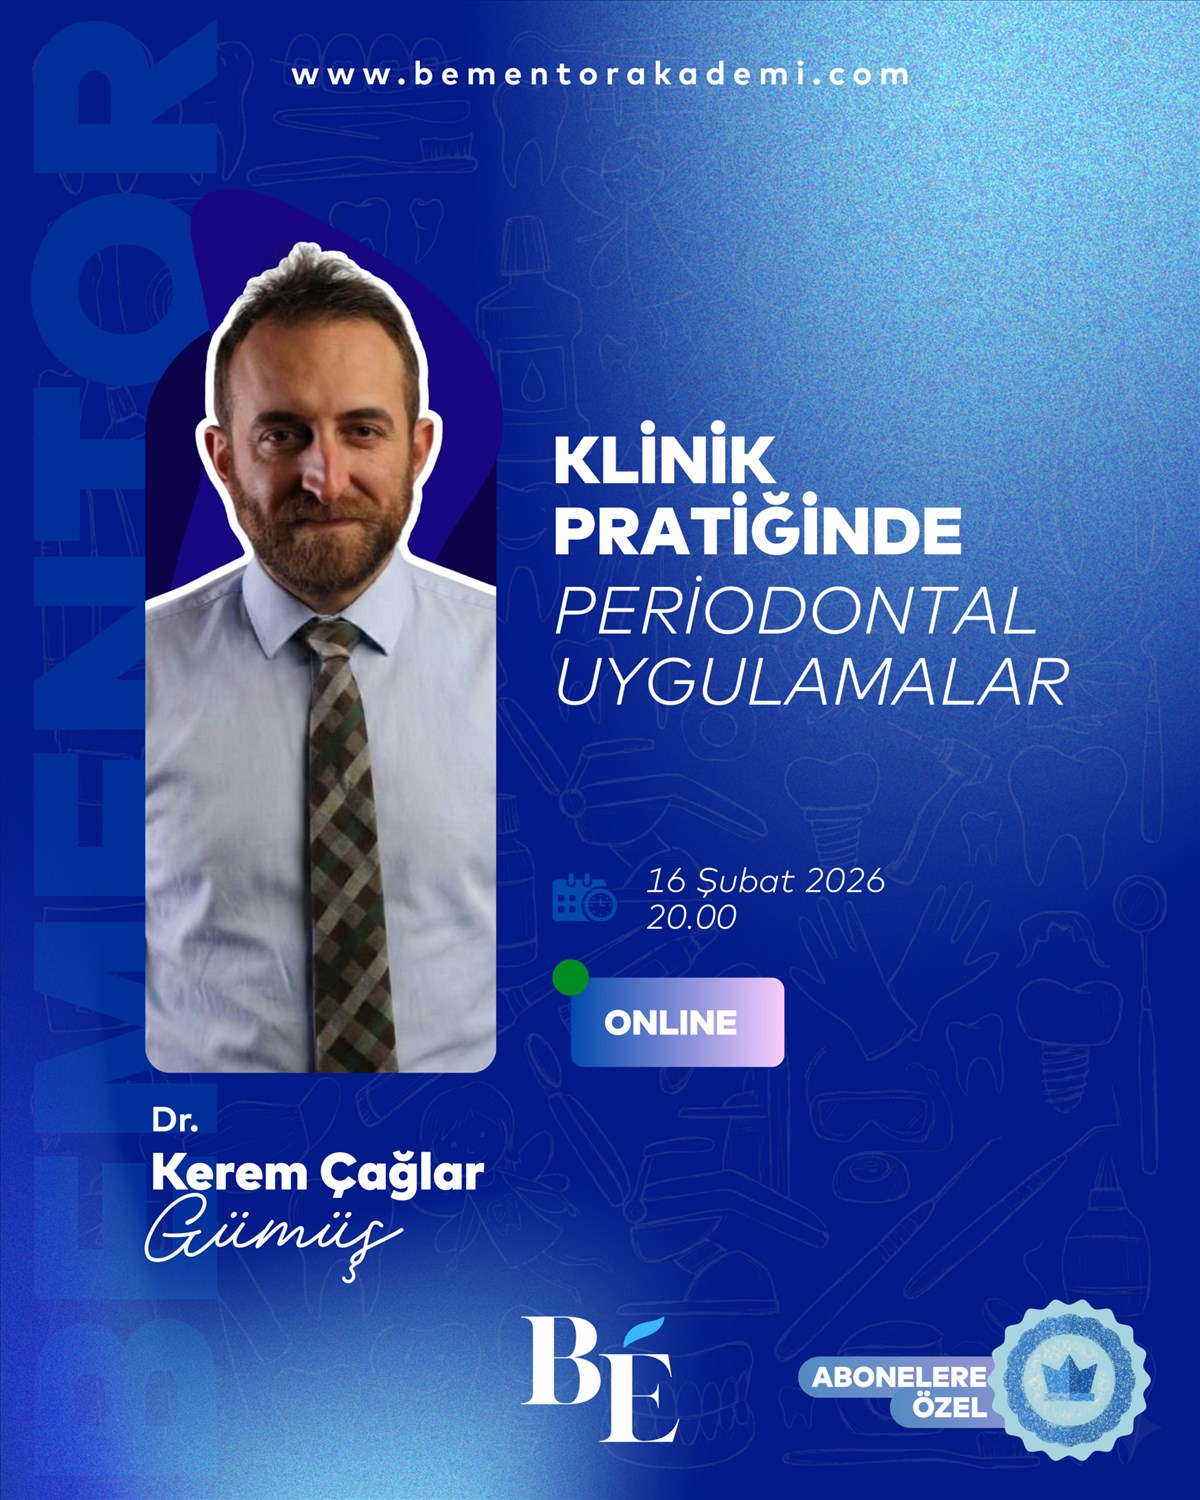 www.bementorakademi.com
BEMENTOR
KLİNİK
PRATİĞİNDE
PERİODONTAL
UYGULAMALAR
16 Şubat 2026
20.00
ONLINE
Dr.
Kerem Çağlar
Gümüş
BÉ
ABONELERE
ÖZEL